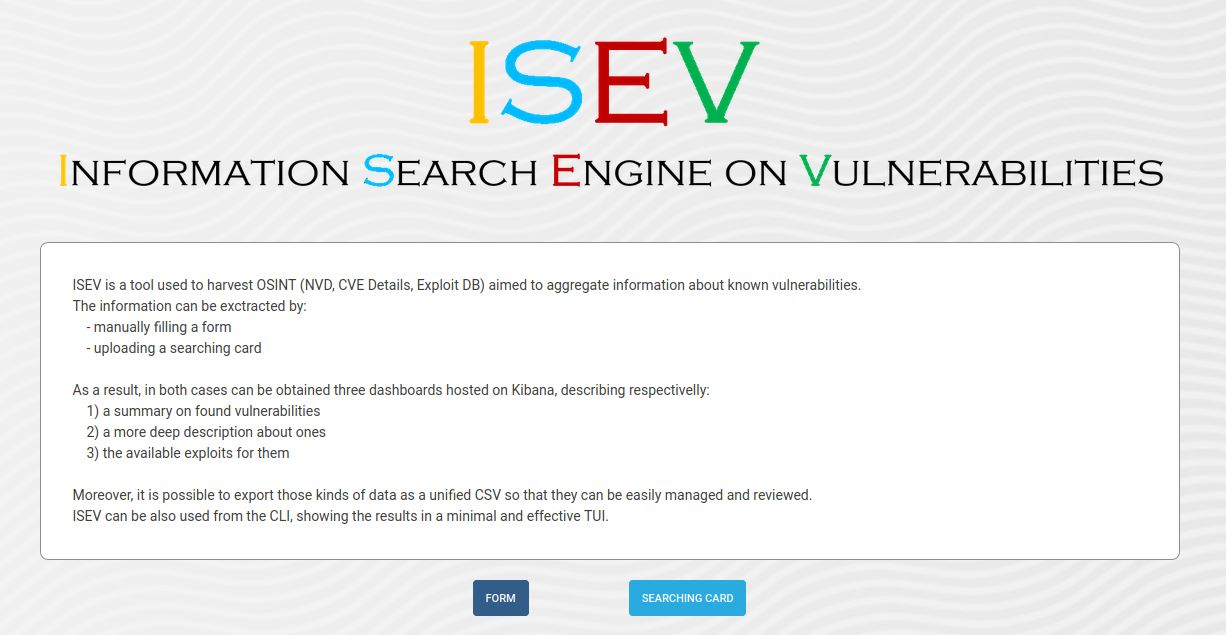 ISEV
INFORMATION SEARCH ENGINE ON VULNERABILITIES
ISEV is a tool used to harvest OSINT (NVD, CVE Details, Exploit DB) aimed to aggregate information about known vulnerabilities.
The information can be exctracted by:
- manually filling a form
- uploading a searching card
As a result, in both cases can be obtained three dashboards hosted on Kibana, describing respectivelly:
1) a summary on found vulnerabilities
2) a more deep description about ones
3) the available exploits for them
Moreover, it is possible to export those kinds of data as a unified CSV so that they can be easily managed and reviewed.
ISEV can be also used from the CLI, showing the results in a minimal and effective TUI.
FORM
SEARCHING CARD